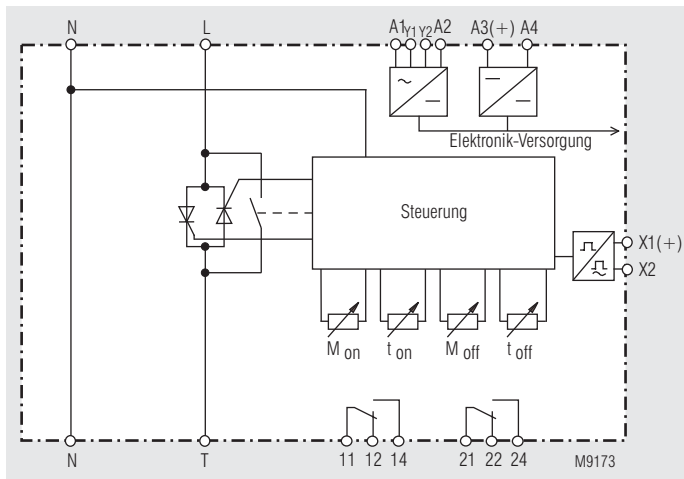 N L A1 Y1 Y2 A2 A3(+) A4
Elektronik-Versorgung
Steuerung
X1(+)
X2
M on t on M off t off
N T 11 12 14 21 22 24 M9173